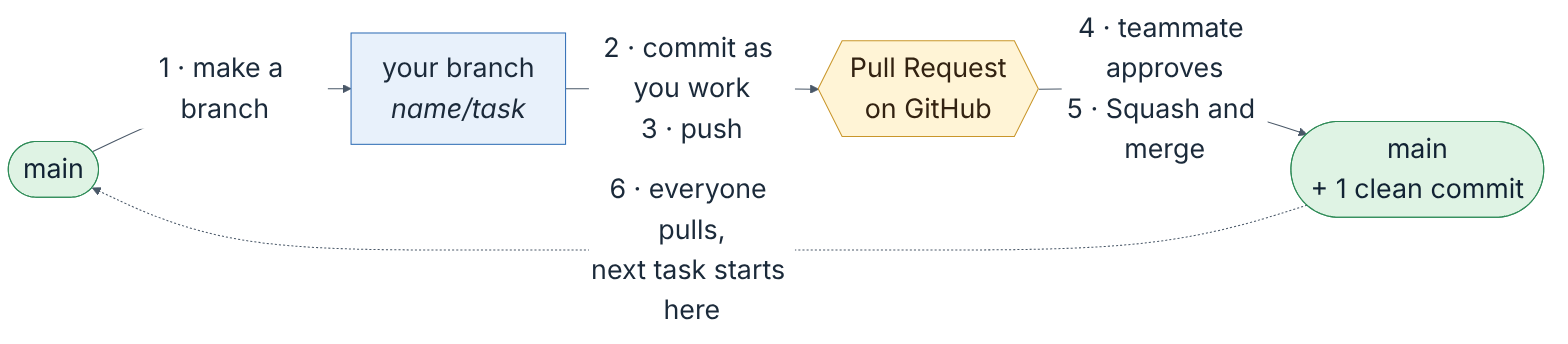 main
1 · make a
branch
your branch
name/task
2 · commit as
you work
3 · push
Pull Request
on GitHub
4 · teammate
approves
5 · Squash and
merge
main
+ 1 clean commit
6 · everyone
pulls,
next task starts
here